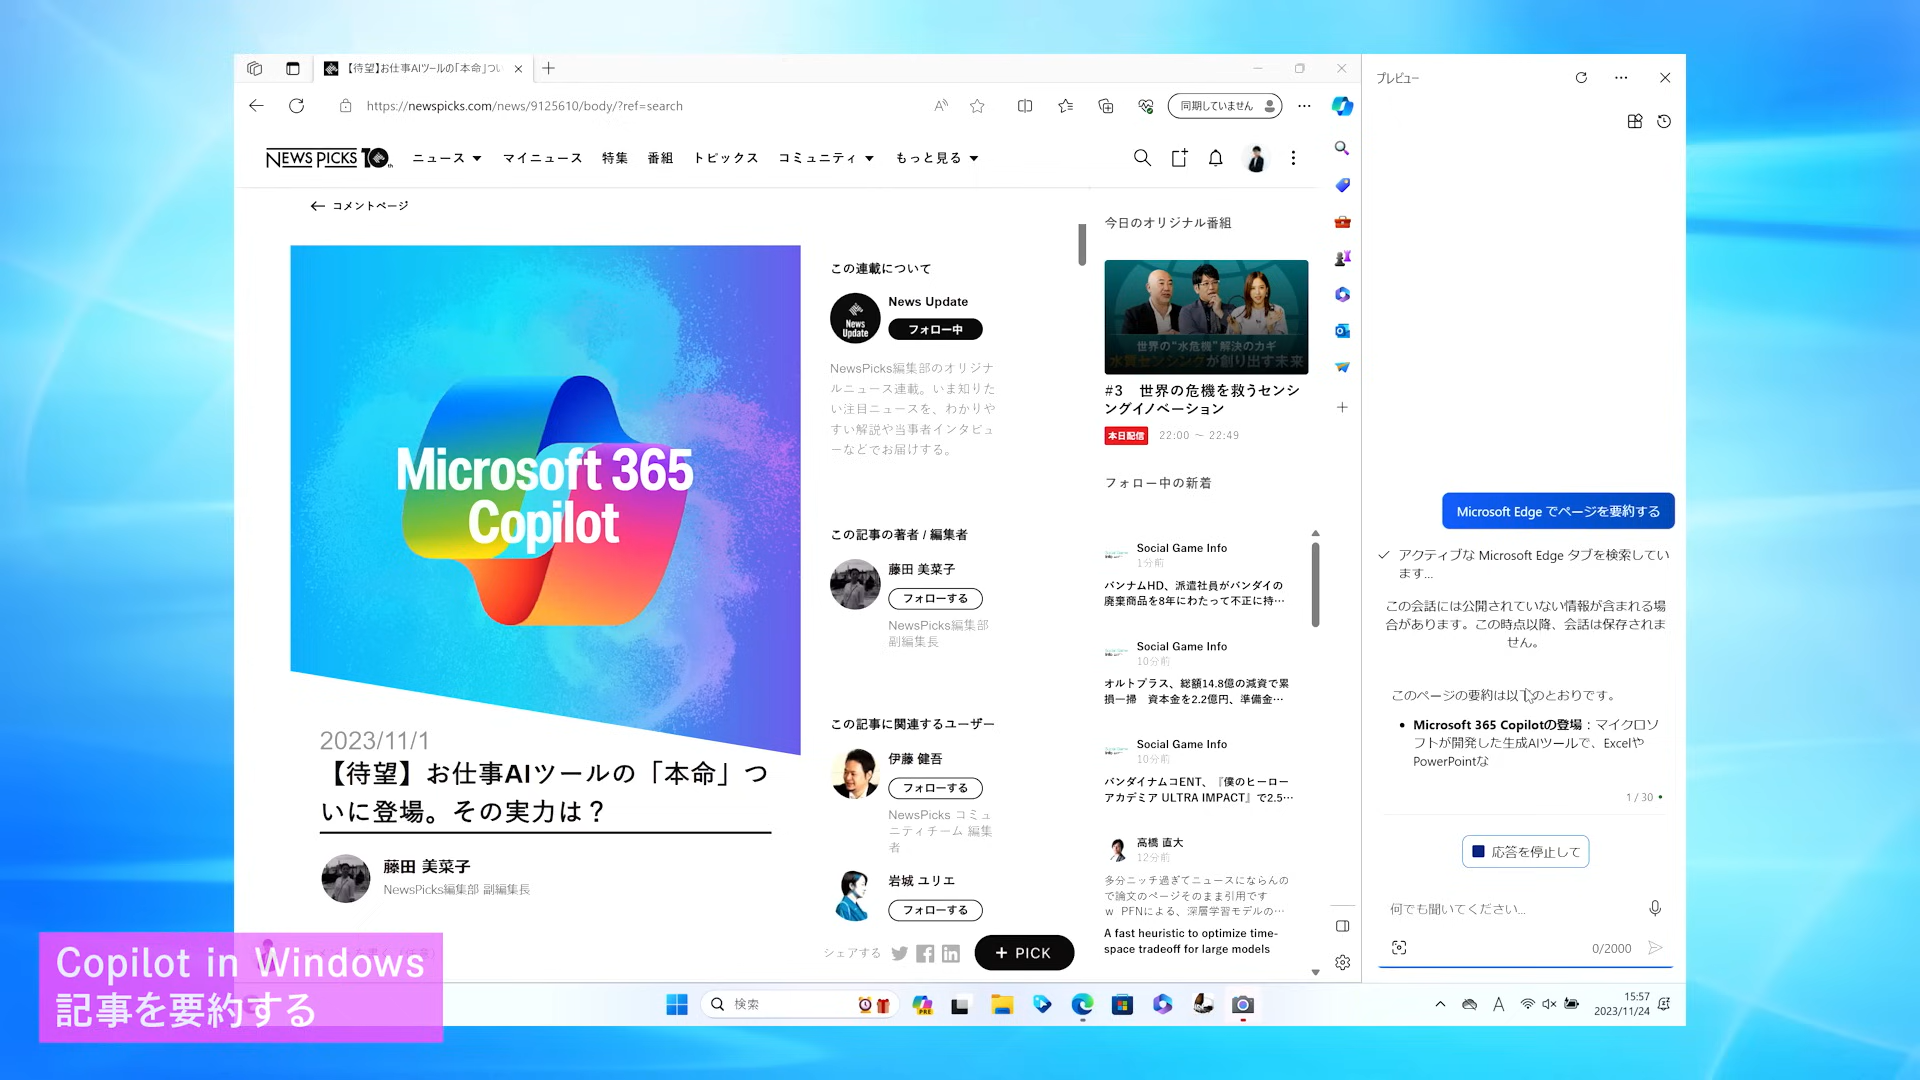 【待望】お仕事AIツールの「本命」つい
https://newspicks.com/news/9125610/body/?ref=search
同期していません
NEWS PICKS 10th
ニュース
マイニュース
特集
番組
トピックス
コミュニティ
もっと見る
コメントページ
Microsoft 365
Copilot
2023/11/1
【待望】お仕事AIツールの「本命」つ
いに登場。その実力は？
藤田 美菜子
NewsPicks編集部 副編集長
この連載について
News
Update
News Update
フォロー中
NewsPicks編集部のオリジナ
ルニュース連載。いま知りた
い注目ニュースを、わかりや
すい解説や当事者インタビュ
ーなどでお届けする。
この記事の著者 / 編集者
藤田 美菜子
フォローする
NewsPicks編集部
副編集長
この記事に関連するユーザー
伊藤 健吾
フォローする
NewsPicks コミュ
ニティチーム 編集
者
岩城 ユリエ
フォローする
シェアする
+ PICK
今日のオリジナル番組
世界の“水危機”解決のカギ
水質センシングが創り出す未来
#3　世界の危機を救うセンシ
ングイノベーション
本日配信 22:00 ～ 22:49
フォロー中の新着
Social Game Info
1分前
バンナムHD、派遣社員がバンダイの
廃棄商品を8年にわたって不正に持…
Social Game Info
10分前
オルトプラス、総額14.8億の減資で累
損一掃　資本金を2.2億円、準備金…
Social Game Info
10分前
バンダイナムコENT、『僕のヒーロー
アカデミア ULTRA IMPACT』で2.5…
高橋 直大
12分前
多分ニッチ過ぎてニュースにならんの
で論文のページそのまま引用です
w PFNによる、深層学習モデルの…
A fast heuristic to optimize time-
space tradeoff for large models
プレビュー
Microsoft Edge でページを要約する
アクティブな Microsoft Edge タブを検索してい
ます...
この会話には公開されていない情報が含まれる場
合があります。この時点以降、会話は保存されま
せん。
このページの要約は以下のとおりです。
• Microsoft 365 Copilotの登場：マイクロソ
フトが開発した生成AIツールで、Excelや
PowerPointな
1 / 30
応答を停止して
何でも聞いてください...
0/2000
検索
PRE
A
15:57
2023/11/24
Copilot in Windows
記事を要約する